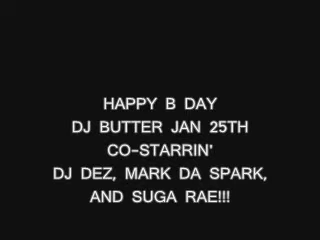 HAPPY B DAY
DJ BUTTER JAN 25TH
CO-STARRIN'
DJ DEZ, MARK DA SPARK,
AND SUGA RAE!!!